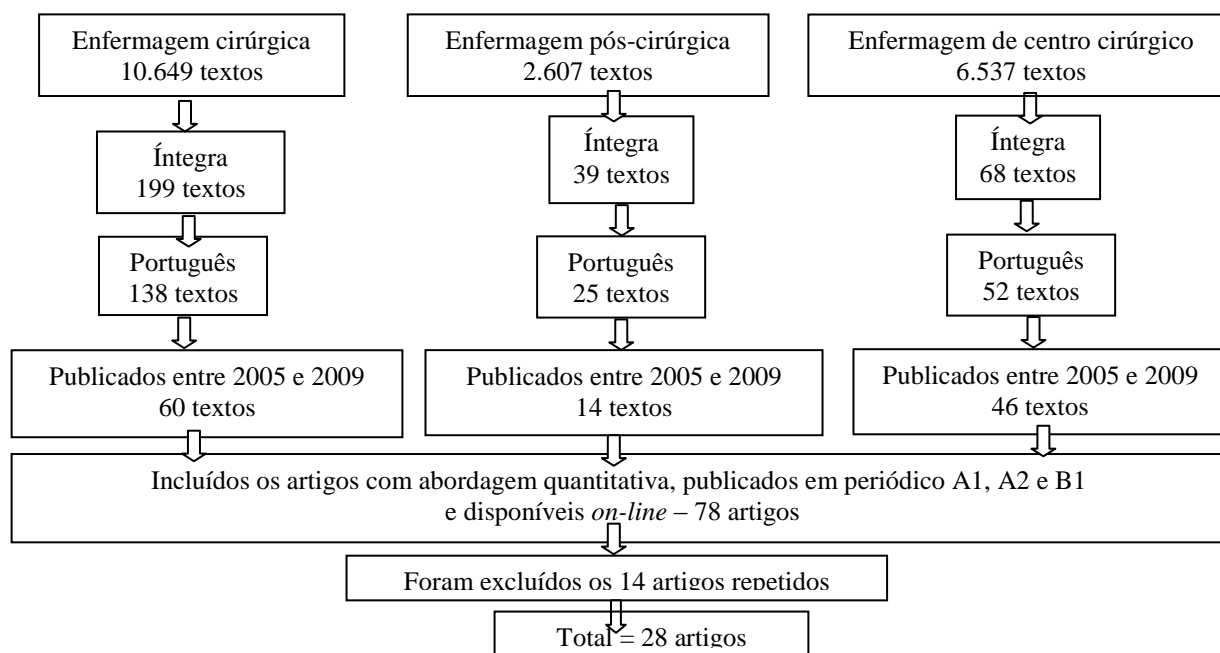 Enfermagem cirúrgica
10.649 textos
Enfermagem pós-cirúrgica
2.607 textos
Enfermagem de centro cirúrgico
6.537 textos
Íntegra
199 textos
Íntegra
39 textos
Íntegra
68 textos
Português
138 textos
Português
25 textos
Português
52 textos
Publicados entre 2005 e 2009
60 textos
Publicados entre 2005 e 2009
14 textos
Publicados entre 2005 e 2009
46 textos
Incluídos os artigos com abordagem quantitativa, publicados em periódico A1, A2 e B1
e disponíveis on-line – 78 artigos
Foram excluídos os 14 artigos repetidos
Total = 28 artigos